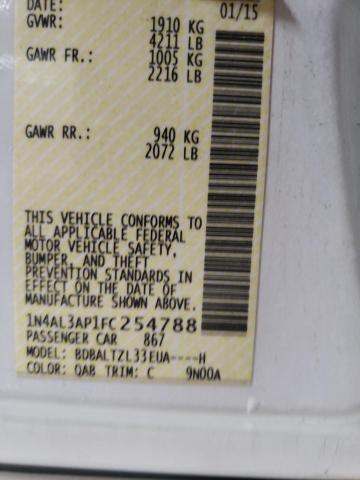 DATE: 01/15
GVWR: 1910 KG
4211 LB
GAWR FR.: 1005 KG
2216 LB
GAWR RR.: 940 KG
2072 LB
THIS VEHICLE CONFORMS TO
ALL APPLICABLE FEDERAL
MOTOR VEHICLE SAFETY,
BUMPER, AND THEFT
PREVENTION STANDARDS IN
EFFECT ON THE DATE OF
MANUFACTURE SHOWN ABOVE.
1N4AL3AP1FC254788
PASSENGER CAR 867
MODEL: BDBALTZL33EUA----H
COLOR: QAB TRIM: C 9N00A